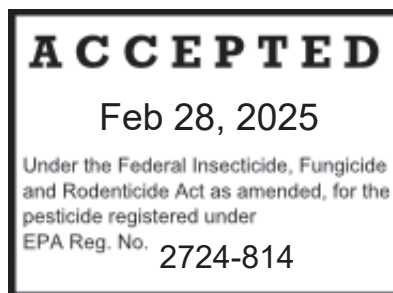 ACCEPTED
Feb 28, 2025
Under the Federal Insecticide, Fungicide
and Rodenticide Act as amended, for the
pesticide registered under
EPA Reg. No. 2724-814